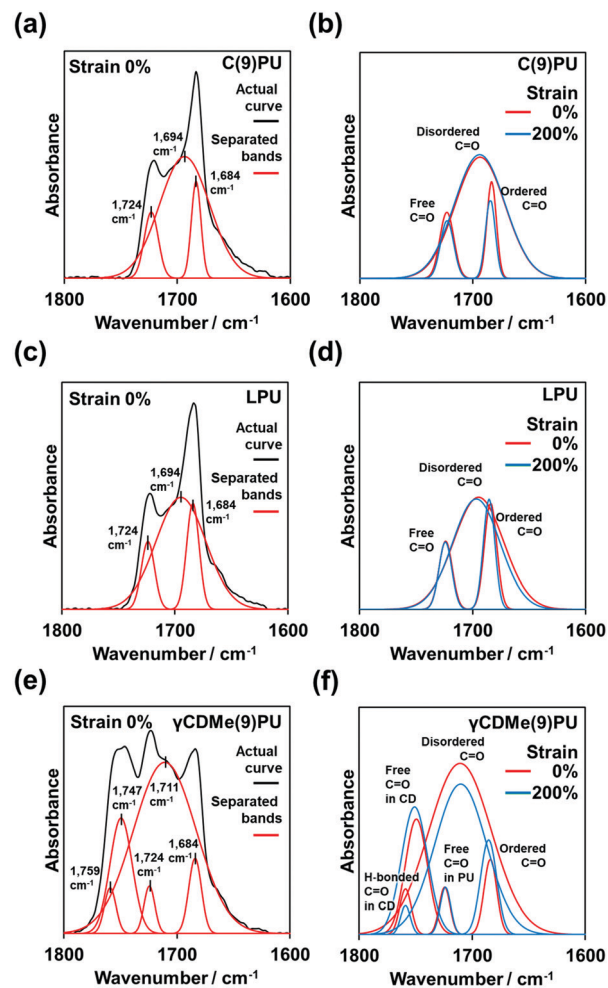 (a)
Strain 0%
C(9)PU
Actual
curve
Separated
bands
1,694
cm-1
1,684
cm-1
1,724
cm-1
Absorbance
1800
1700
1600
Wavenumber / cm-1
(b)
C(9)PU
Strain
0%
200%
Disordered
C=O
Free
C=O
Ordered
C=O
Absorbance
1800
1700
1600
Wavenumber / cm-1
(c)
Strain 0%
LPU
Actual
curve
Separated
bands
1,694
cm-1
1,684
cm-1
1,724
cm-1
Absorbance
1800
1700
1600
Wavenumber / cm-1
(d)
LPU
Strain
0%
200%
Disordered
C=O
Free
C=O
Ordered
C=O
Absorbance
1800
1700
1600
Wavenumber / cm-1
(e)
Strain 0%
γCDMe(9)PU
Actual
curve
Separated
bands
1,747
cm-1
1,711
cm-1
1,759
cm-1
1,724
cm-1
1,684
cm-1
Absorbance
1800
1700
1600
Wavenumber / cm-1
(f)
γCDMe(9)PU
Disordered
C=O
Strain
0%
200%
Free
C=O
in CD
Free
C=O
in PU
Ordered
C=O
H-bonded
C=O
in CD
Absorbance
1800
1700
1600
Wavenumber / cm-1